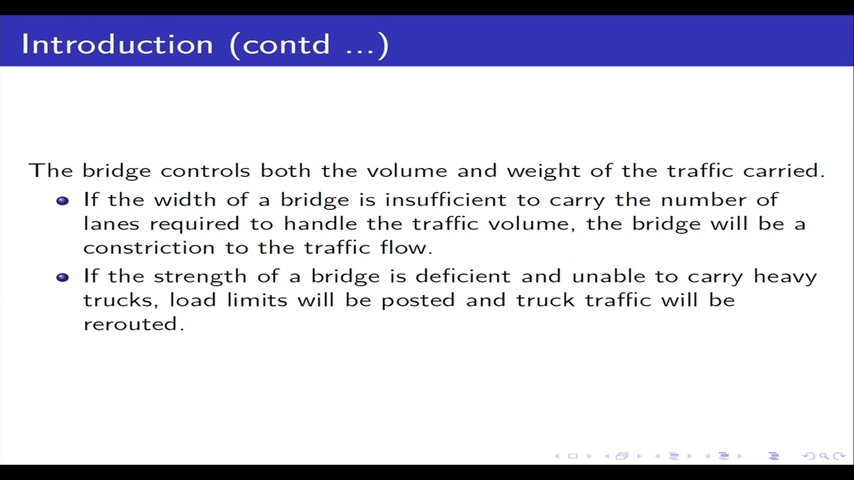 Introduction (contd ...)
The bridge controls both the volume and weight of the traffic carried.
If the width of a bridge is insufficient to carry the number of
lanes required to handle the traffic volume, the bridge will be a
constriction to the traffic flow.
If the strength of a bridge is deficient and unable to carry heavy
trucks, load limits will be posted and truck traffic will be
rerouted.